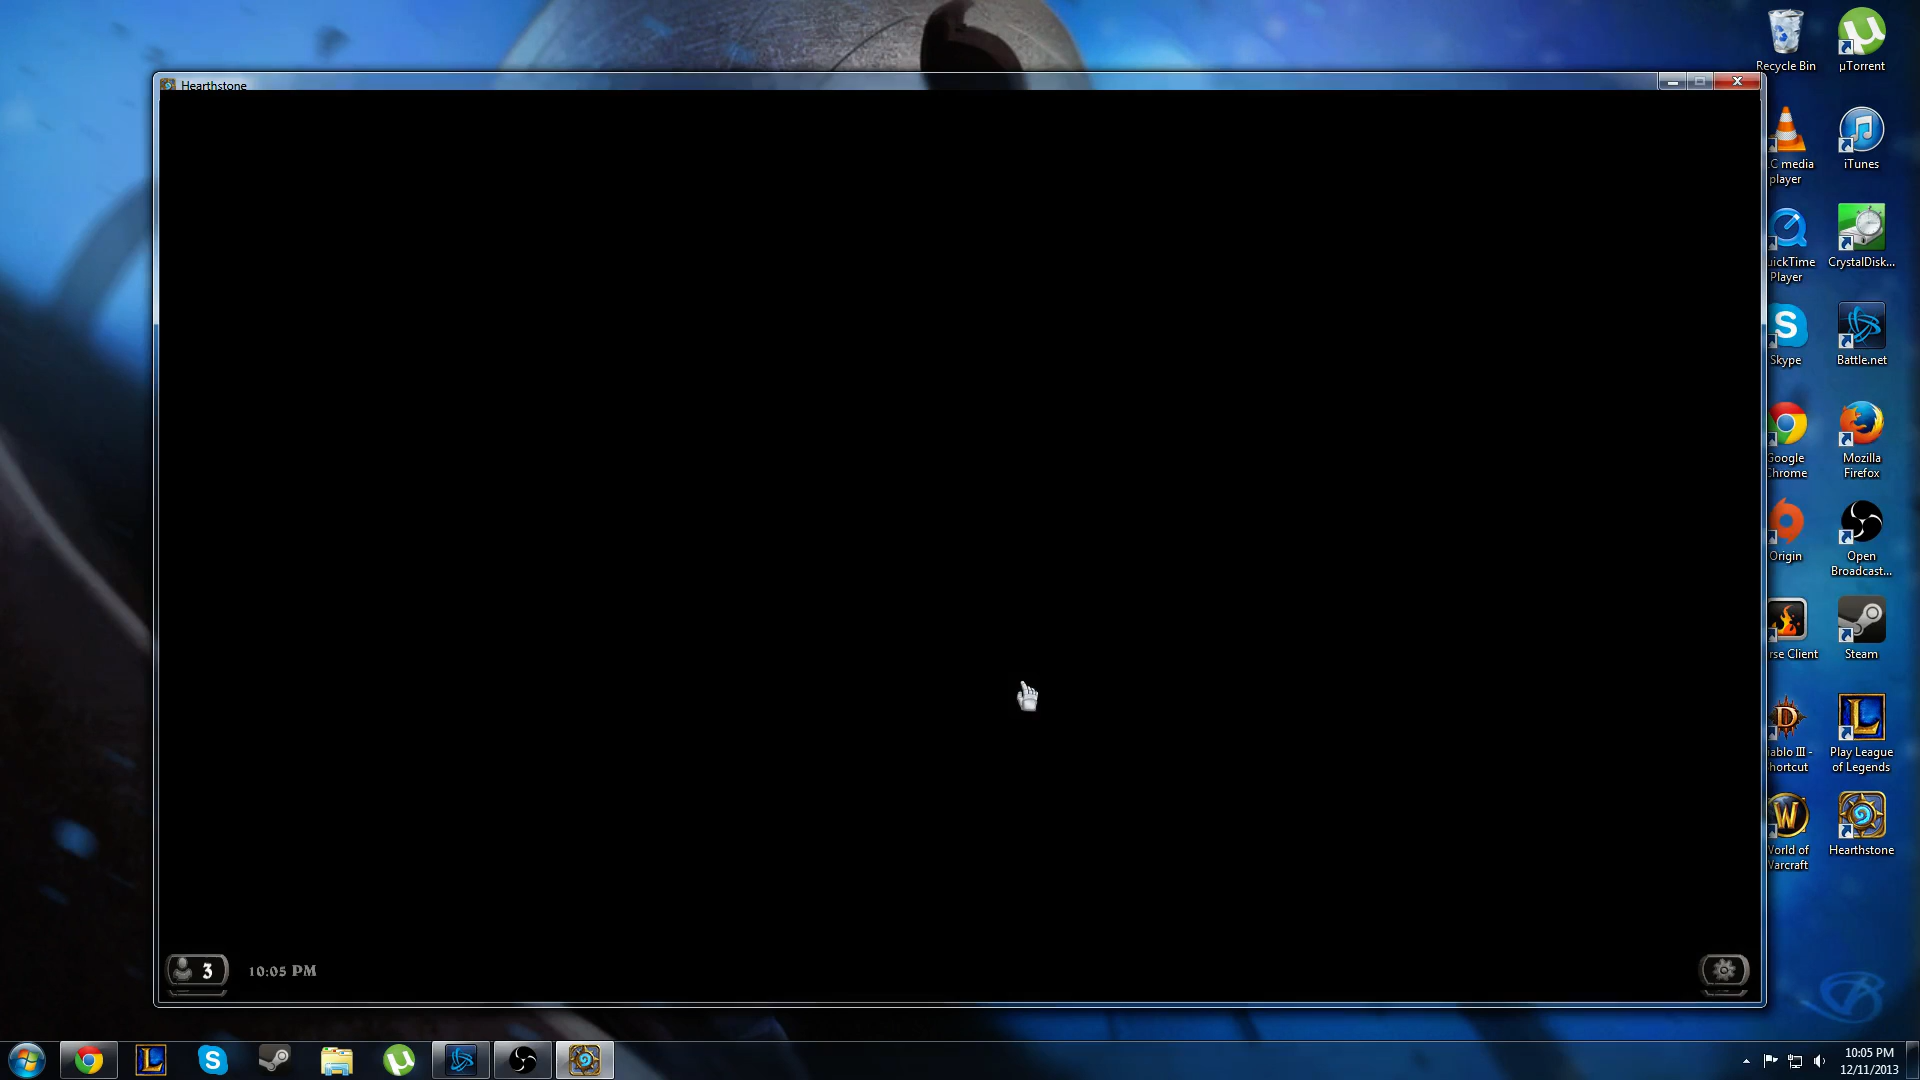 Hearthstone
Recycle Bin
µTorrent
C media
player
iTunes
uickTime
Player
CrystalDisk...
Skype
Battle.net
Google
Chrome
Mozilla
Firefox
Origin
Open
Broadcast...
rse Client
Steam
iablo III -
hortcut
Play League
of Legends
World of
Warcraft
Hearthstone
3
10:05 PM
10:05 PM
12/11/2013